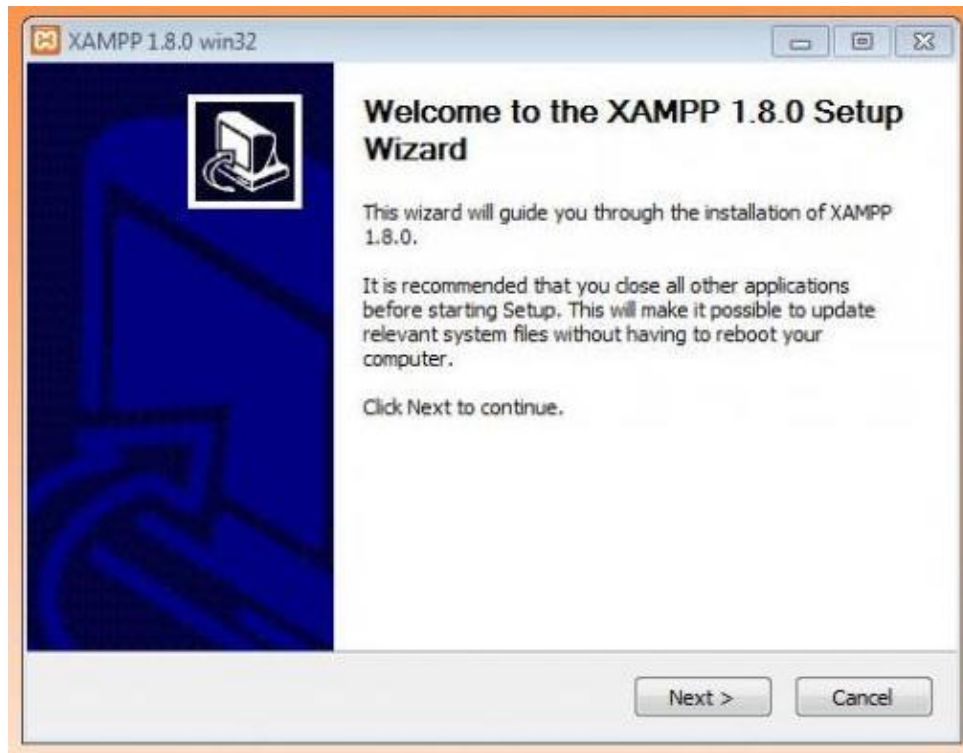 XAMPP 1.8.0 win32
Welcome to the XAMPP 1.8.0 Setup
Wizard
This wizard will guide you through the installation of XAMPP
1.8.0.
It is recommended that you close all other applications
before starting Setup. This will make it possible to update
relevant system files without having to reboot your
computer.
Click Next to continue.
Next >
Cancel